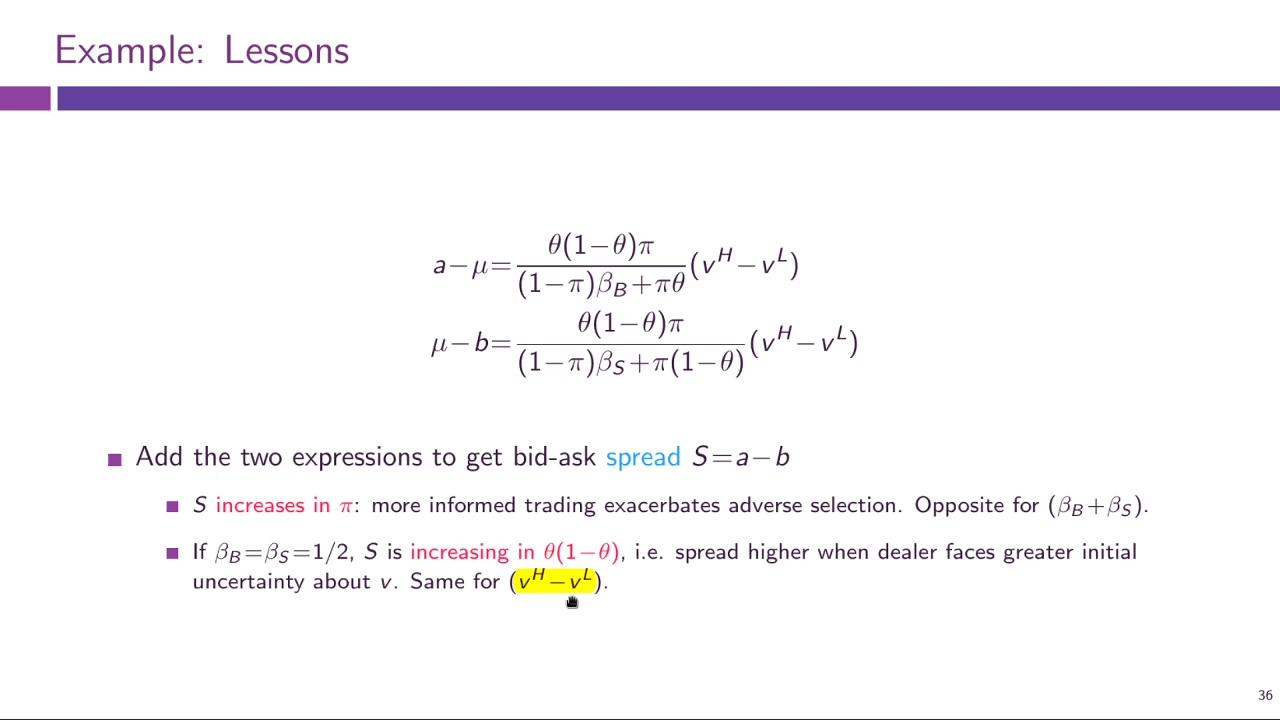 Example: Lessons
a−μ=θ(1−θ)π/((1−π)β_B+πθ)(v^H−v^L)
μ−b=θ(1−θ)π/((1−π)β_S+π(1−θ))(v^H−v^L)
Add the two expressions to get bid-ask spread S=a−b
S increases in π: more informed trading exacerbates adverse selection. Opposite for (β_B+β_S).
If β_B=β_S=1/2, S is increasing in θ(1−θ), i.e. spread higher when dealer faces greater initial
uncertainty about v. Same for (v^H−v^L).
36